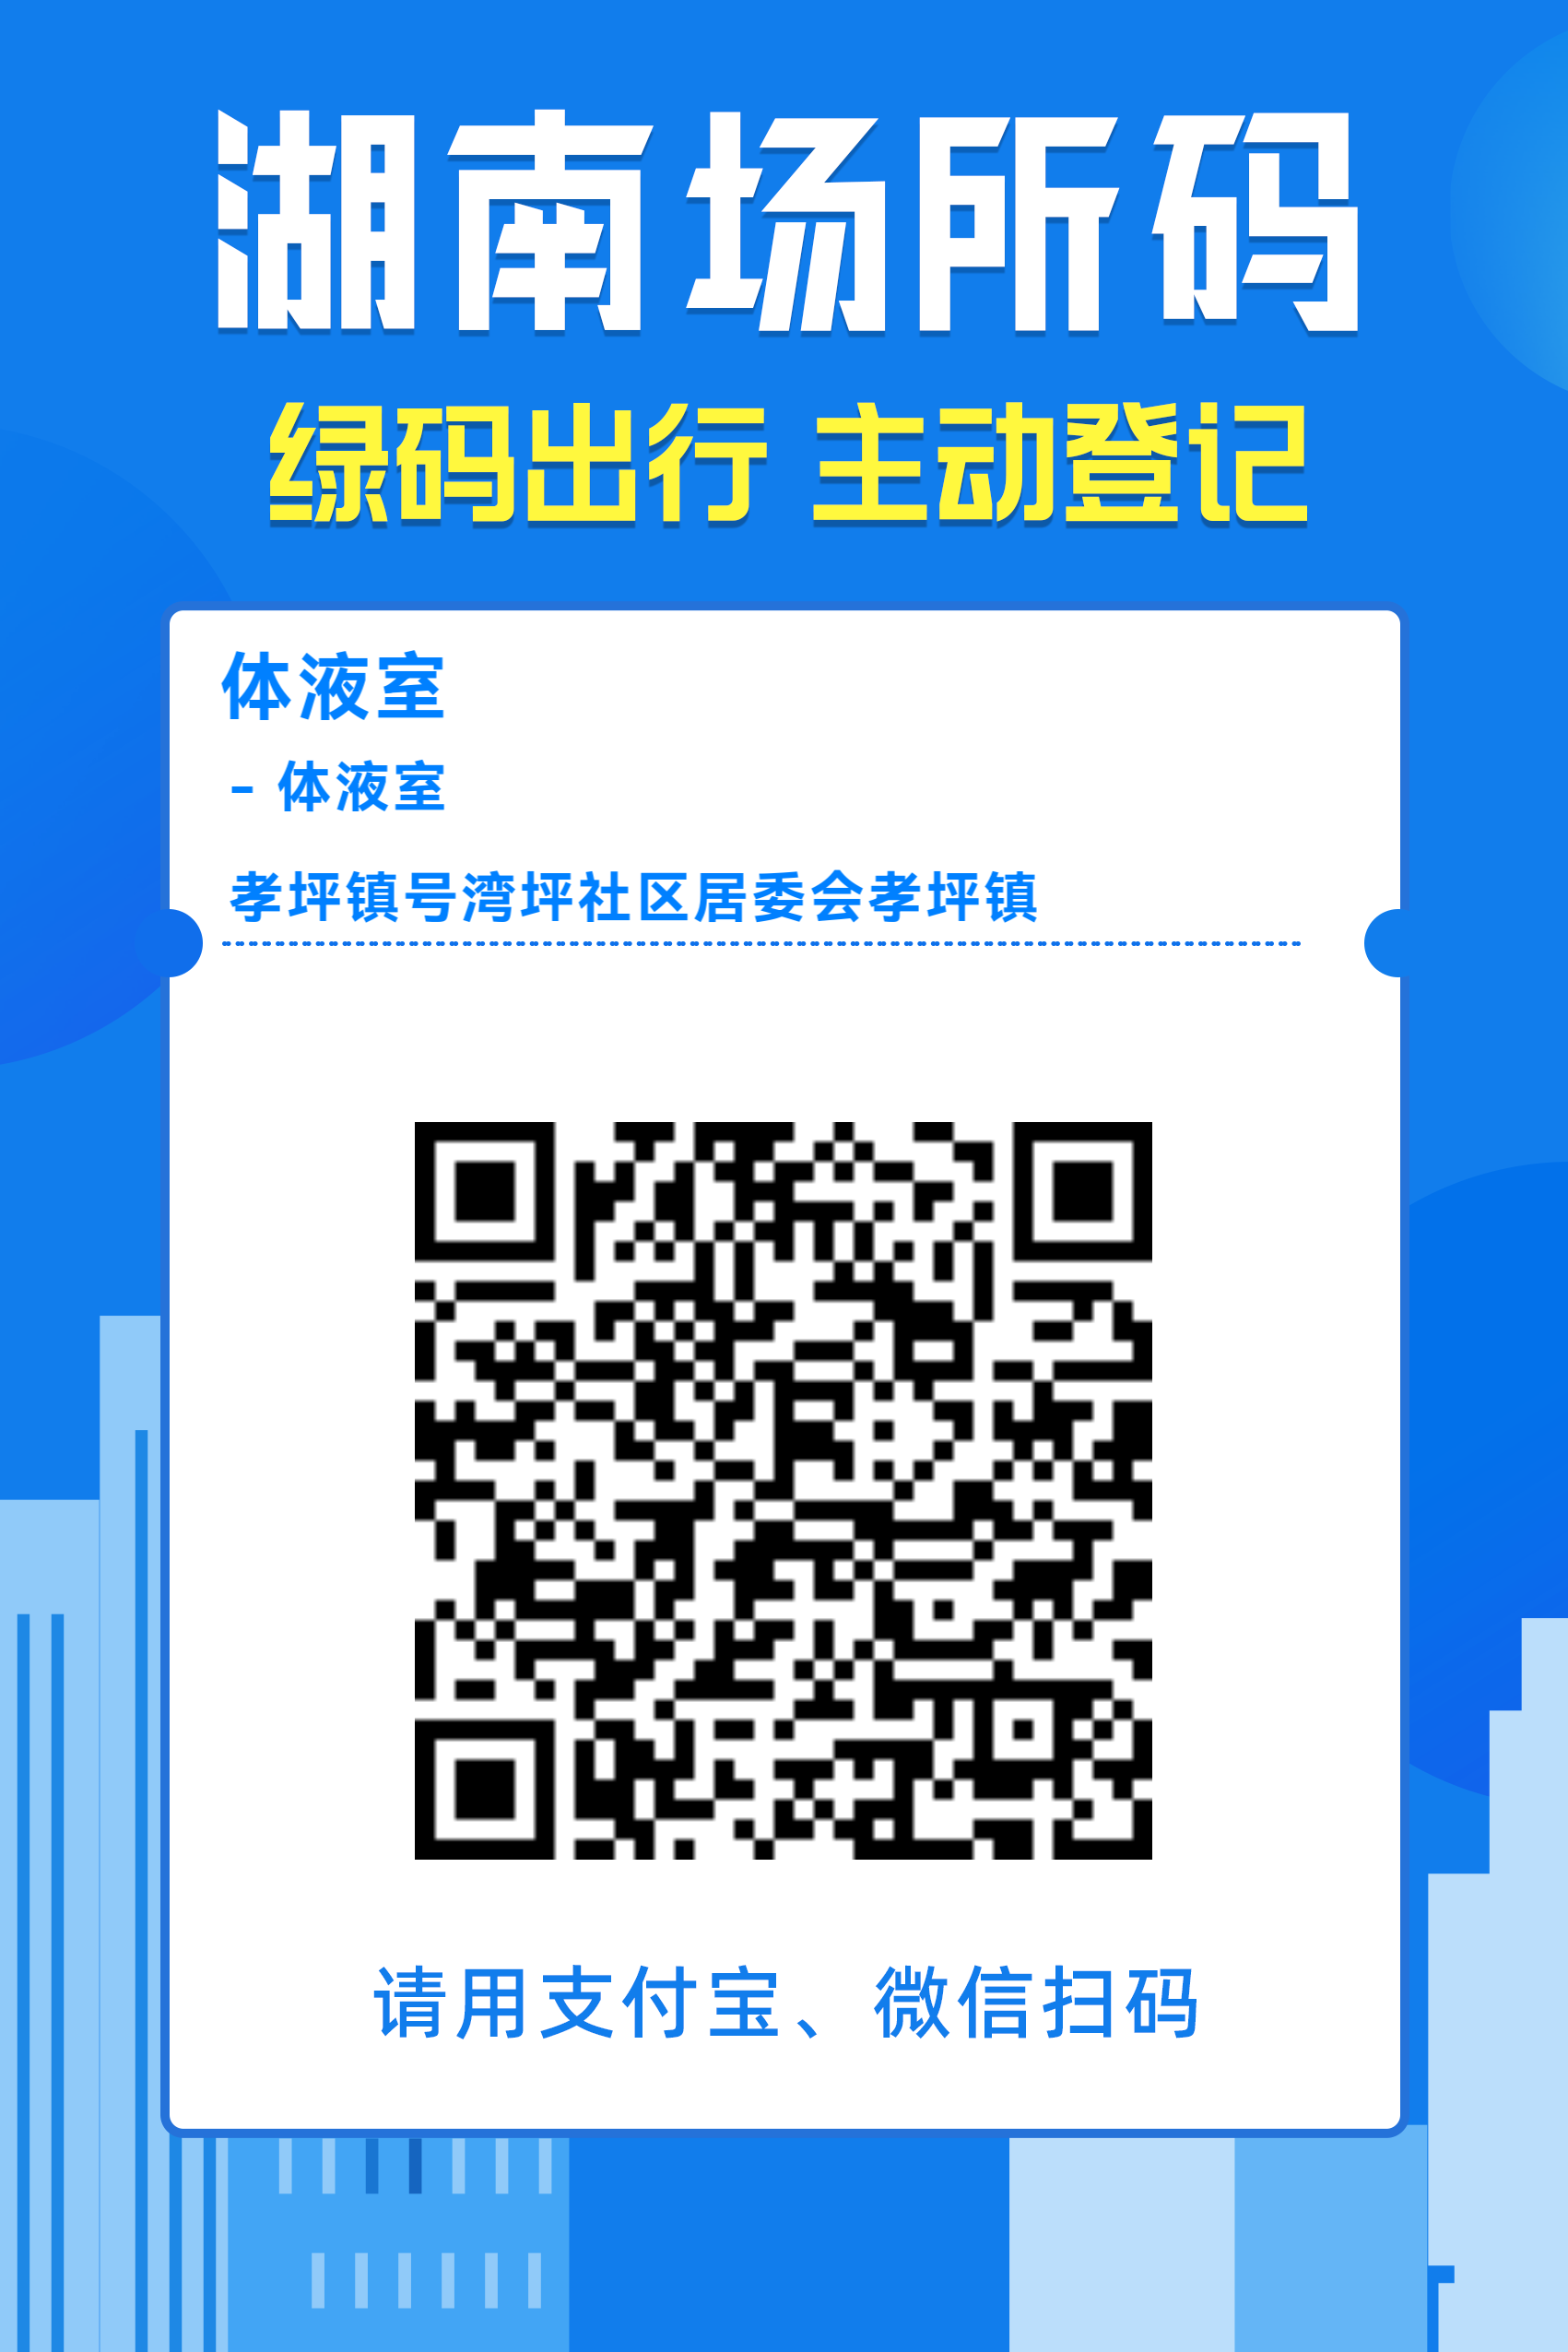 湖南场所码
绿码出行 主动登记
体液室
- 体液室
孝坪镇号湾坪社区居委会孝坪镇
请用支付宝、微信扫码